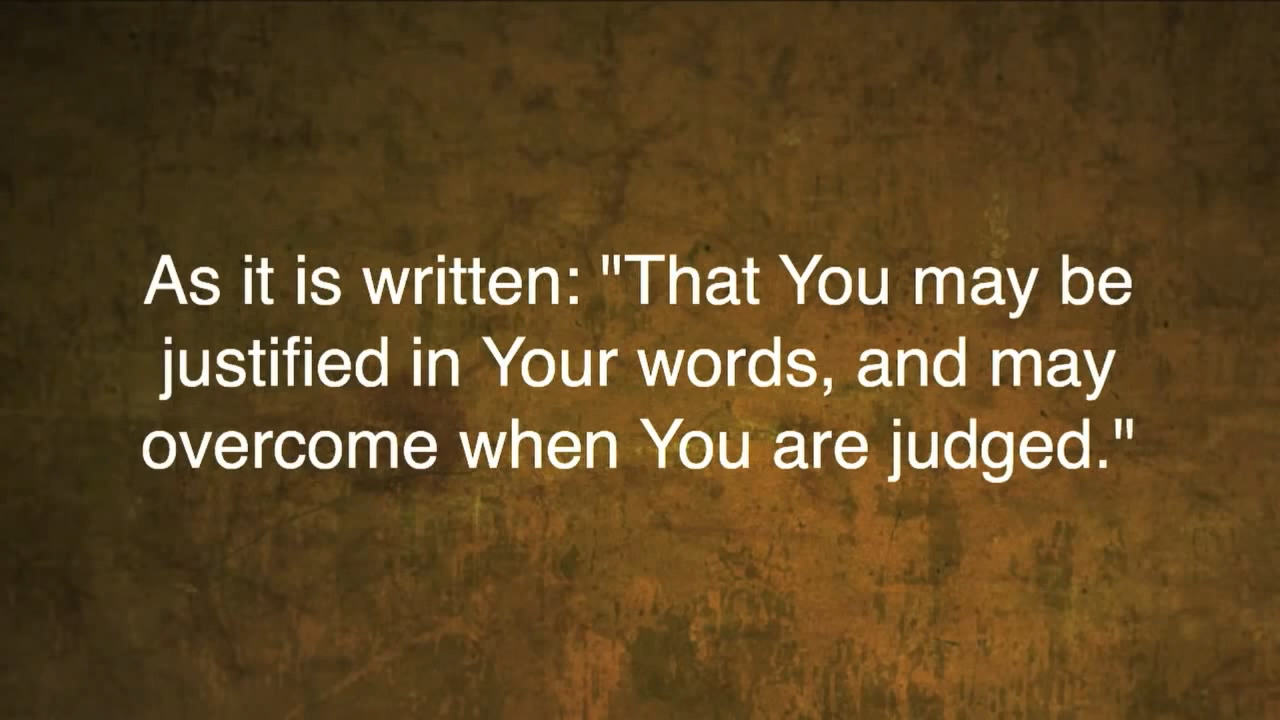 As it is written: "That You may be
justified in Your words, and may
overcome when You are judged."